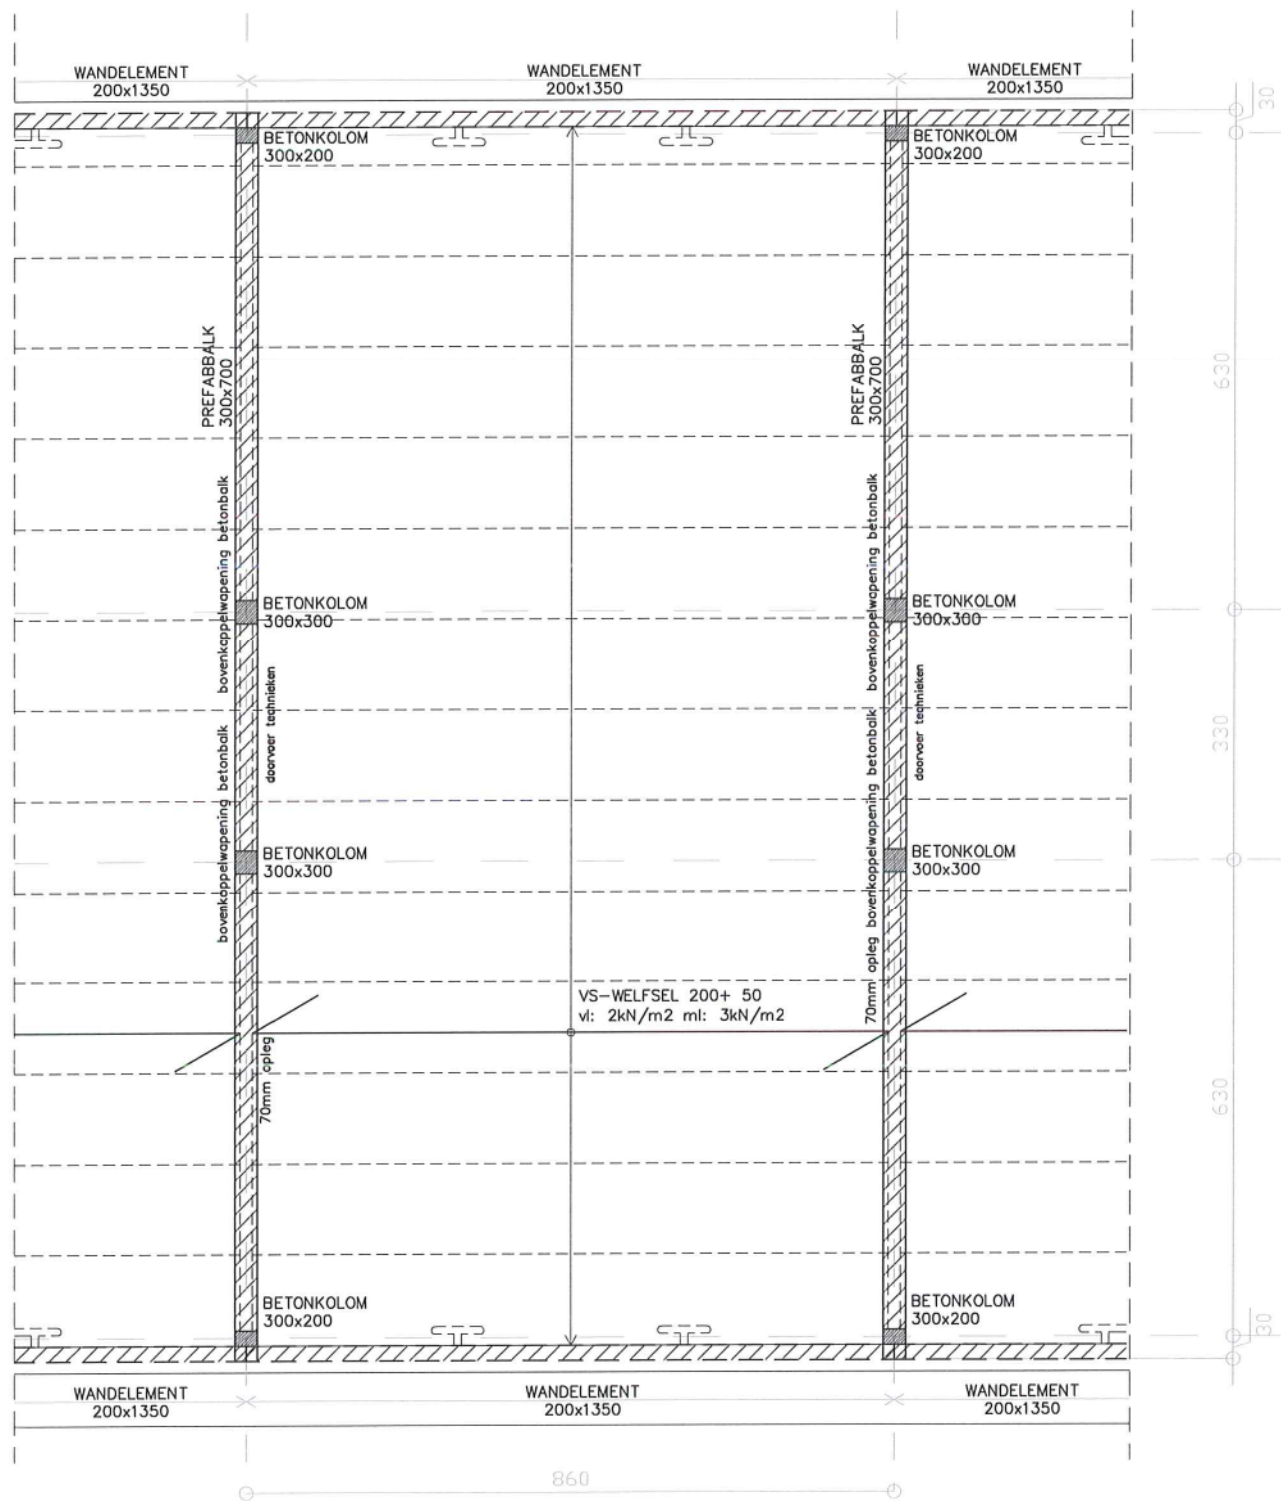 WANDELEMENT
200x1350
WANDELEMENT
200x1350
WANDELEMENT
200x1350
30
BETONKOLOM
300x200
BETONKOLOM
300x200
PREFABBALK
300x700
PREFABBALK
300x700
630
bovenkoppelwapening betonbalk
bovenkoppelwapening betonbalk
BETONKOLOM
300x300
BETONKOLOM
300x300
doorvoer technieken
doorvoer technieken
330
bovenkoppelwapening betonbalk
70mm opleg bovenkoppelwapening betonbalk
BETONKOLOM
300x300
BETONKOLOM
300x300
VS-WELFSEL 200+ 50
vl: 2kN/m2 ml: 3kN/m2
70mm opleg
630
BETONKOLOM
300x200
BETONKOLOM
300x200
30
WANDELEMENT
200x1350
WANDELEMENT
200x1350
WANDELEMENT
200x1350
860